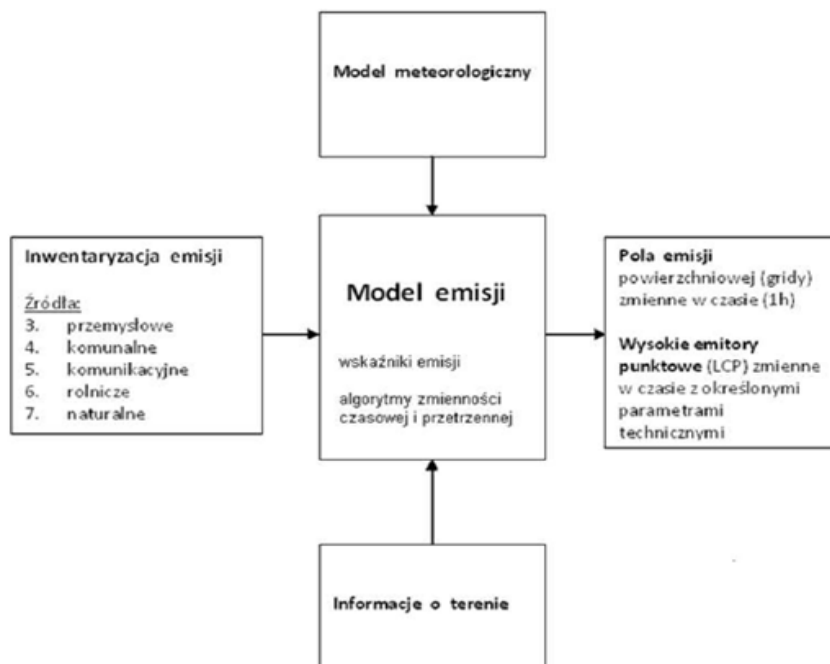 Model meteorologiczny
Inwentaryzacja emisji
Źródła:
3. przemysłowe
4. komunalne
5. komunikacyjne
6. rolnicze
7. naturalne
Model emisji
wskaźniki emisji
algorytmy zmienności
czasowej i przetrzennej
Pola emisji
powierzchniowej (gridy)
zmienne w czasie (1h)
Wysokie emitory
punktowe (LCP) zmienne
w czasie z określonymi
parametrami
technicznymi
Informacje o terenie